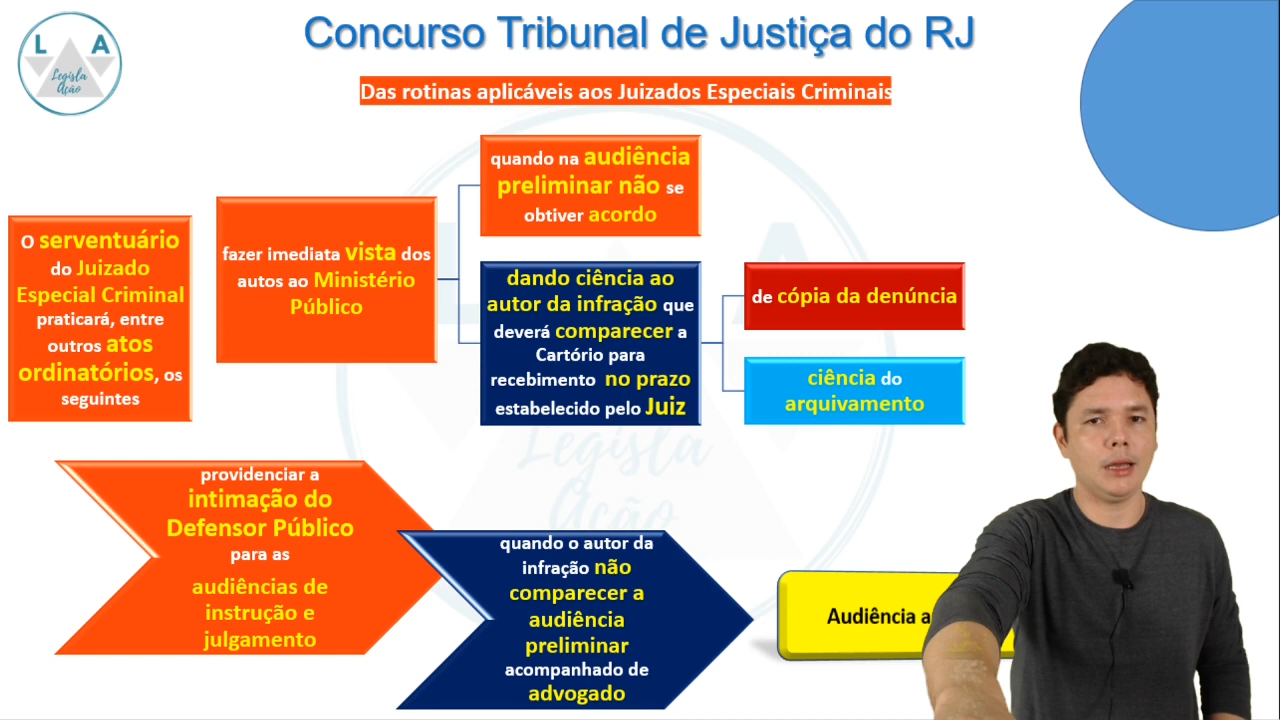 L A
Legisla
Ação
Concurso Tribunal de Justiça do RJ
Das rotinas aplicáveis aos Juizados Especiais Criminais
O serventuário
do Juizado
Especial Criminal
praticará, entre
outros atos
ordinatórios, os
seguintes
fazer imediata vista dos
autos ao Ministério
Público
quando na audiência
preliminar não se
obtiver acordo
dando ciência ao
autor da infração que
deverá comparecer a
Cartório para
recebimento no prazo
estabelecido pelo Juiz
de cópia da denúncia
ciência do
arquivamento
L A
Legisla
Ação
providenciar a
intimação do
Defensor Público
para as
audiências de
instrução e
julgamento
quando o autor da
infração não
comparecer a
audiência
preliminar
acompanhado de
advogado
Audiência a